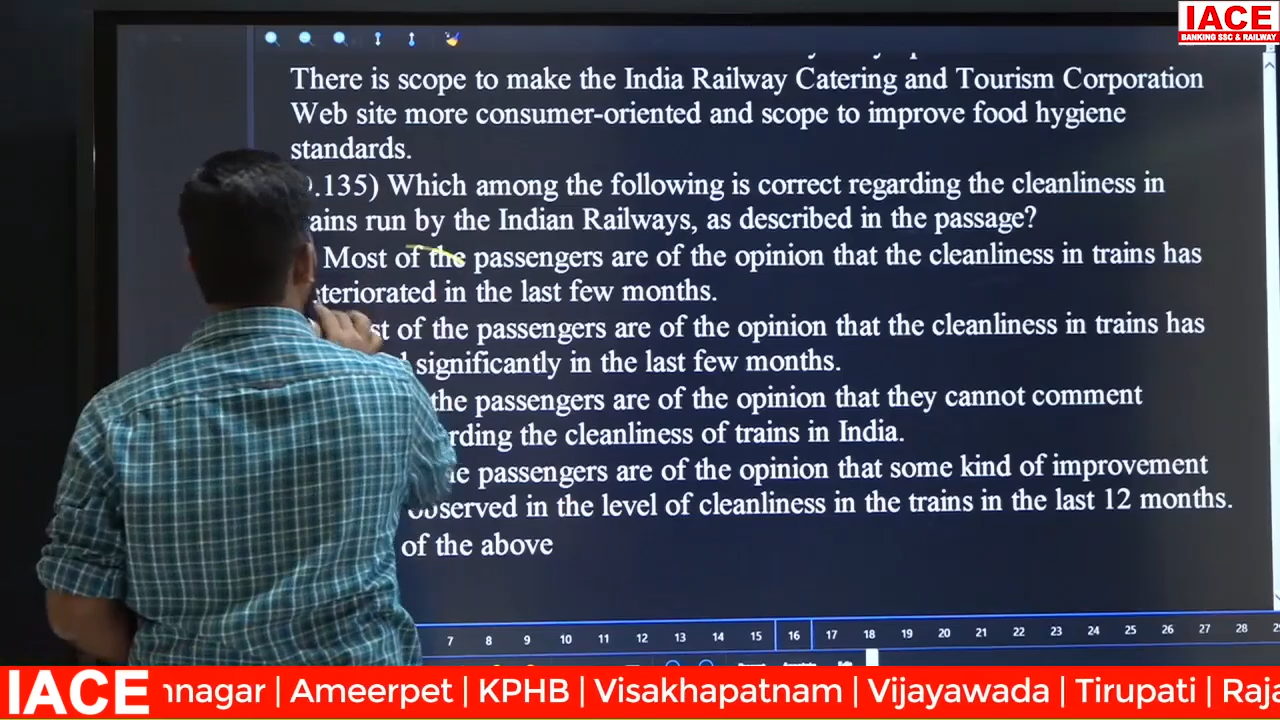 IACE
BANKING SSC & RAILWAY
There is scope to make the India Railway Catering and Tourism Corporation
Web site more consumer-oriented and scope to improve food hygiene
standards.
.135) Which among the following is correct regarding the cleanliness in
rains run by the Indian Railways, as described in the passage?
Most of the passengers are of the opinion that the cleanliness in trains has
teriorated in the last few months.
st of the passengers are of the opinion that the cleanliness in trains has
significantly in the last few months.
the passengers are of the opinion that they cannot comment
rding the cleanliness of trains in India.
e passengers are of the opinion that some kind of improvement
observed in the level of cleanliness in the trains in the last 12 months.
of the above
7 8 9 10 11 12 13 14 15 16 17 18 19 20 21 22 23 24 25 26 27 28 29
IACE nnagar | Ameerpet | KPHB | Visakhapatnam | Vijayawada | Tirupati | Raja